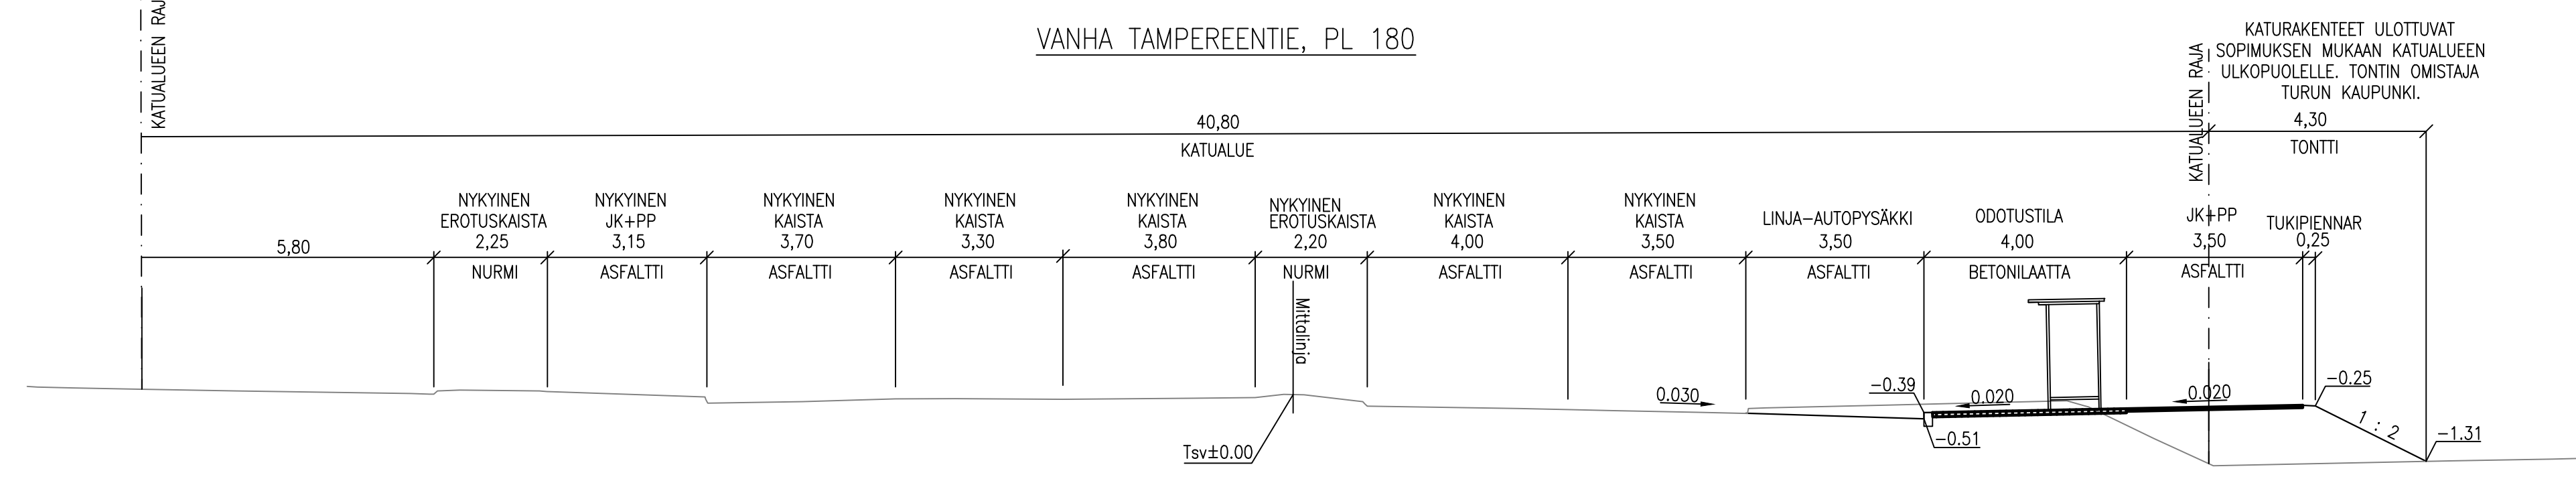 VANHA TAMPEREENTIE, PL 180
KATUALUEEN RAJ
KATUALUEEN RAJA
KATURAKENTEET ULOTTUVAT
SOPIMUKSEN MUKAAN KATUALUEEN
ULKOPUOLELLE. TONTIN OMISTAJA
TURUN KAUPUNKI.
40,80
KATUALUE
4,30
TONTTI
5,80
NYKYINEN
EROTUSKAISTA
2,25
NURMI
NYKYINEN
JK+PP
3,15
ASFALTTI
NYKYINEN
KAISTA
3,70
ASFALTTI
NYKYINEN
KAISTA
3,30
ASFALTTI
NYKYINEN
KAISTA
3,80
ASFALTTI
NYKYINEN
EROTUSKAISTA
2,20
NURMI
NYKYINEN
KAISTA
4,00
ASFALTTI
NYKYINEN
KAISTA
3,50
ASFALTTI
LINJA-AUTOPYSÄKKI
3,50
ASFALTTI
ODOTUSTILA
4,00
BETONILAATTA
JK+PP
3,50
ASFALTTI
TUKIPIENNAR
0,25
Mittalinja
Tsv±0.00
0.030
-0.39
-0.51
0.020
0.020
-0.25
1 : 2
-1.31